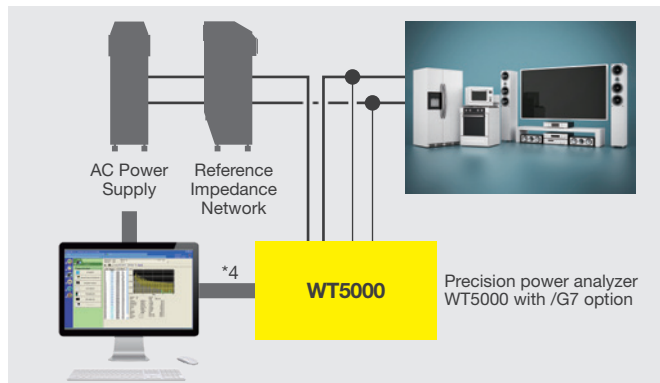 AC Power
Supply
Reference
Impedance
Network
*4
WT5000
Precision power analyzer
WT5000 with /G7 option